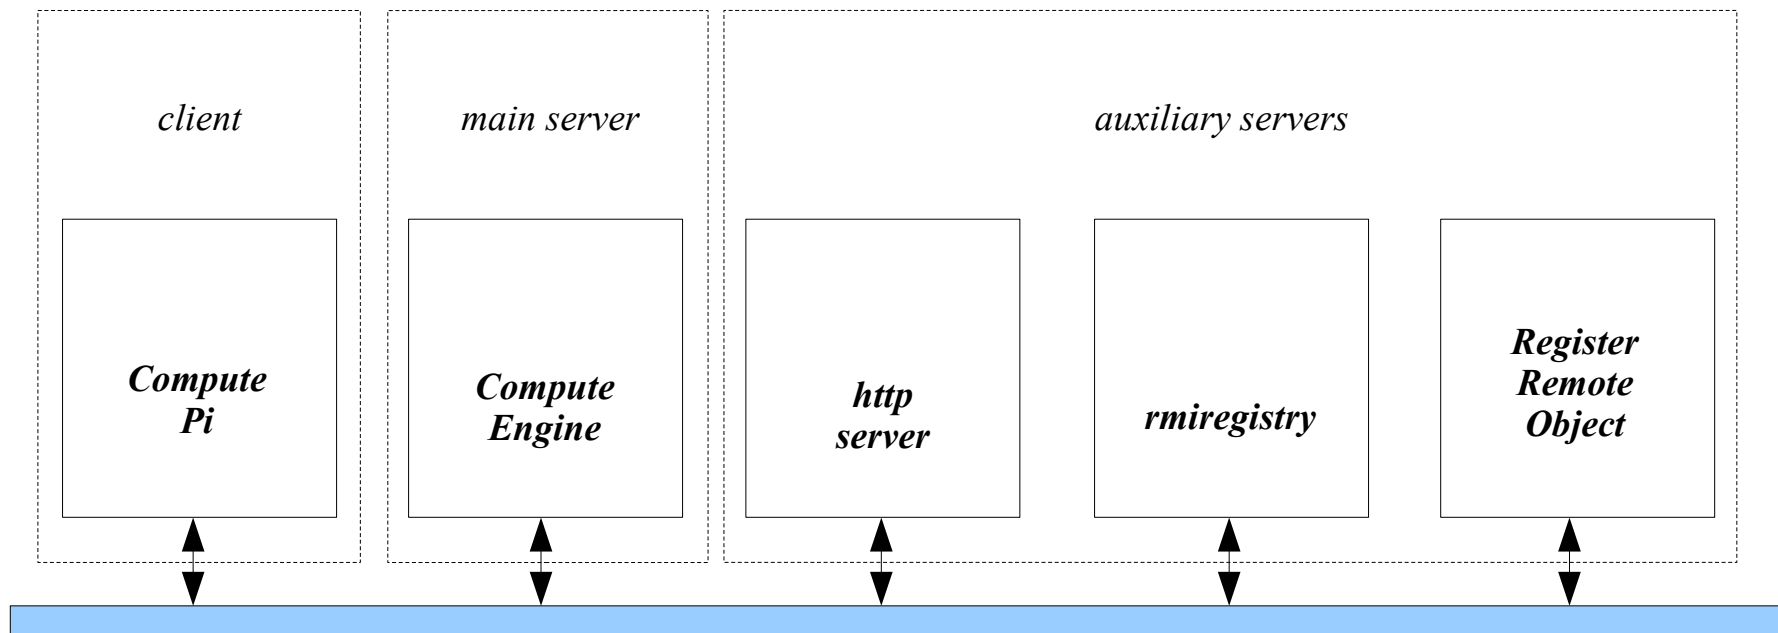 client
main server
auxiliary servers
Compute
Pi
Compute
Engine
http
server
rmiregistry
Register
Remote
Object